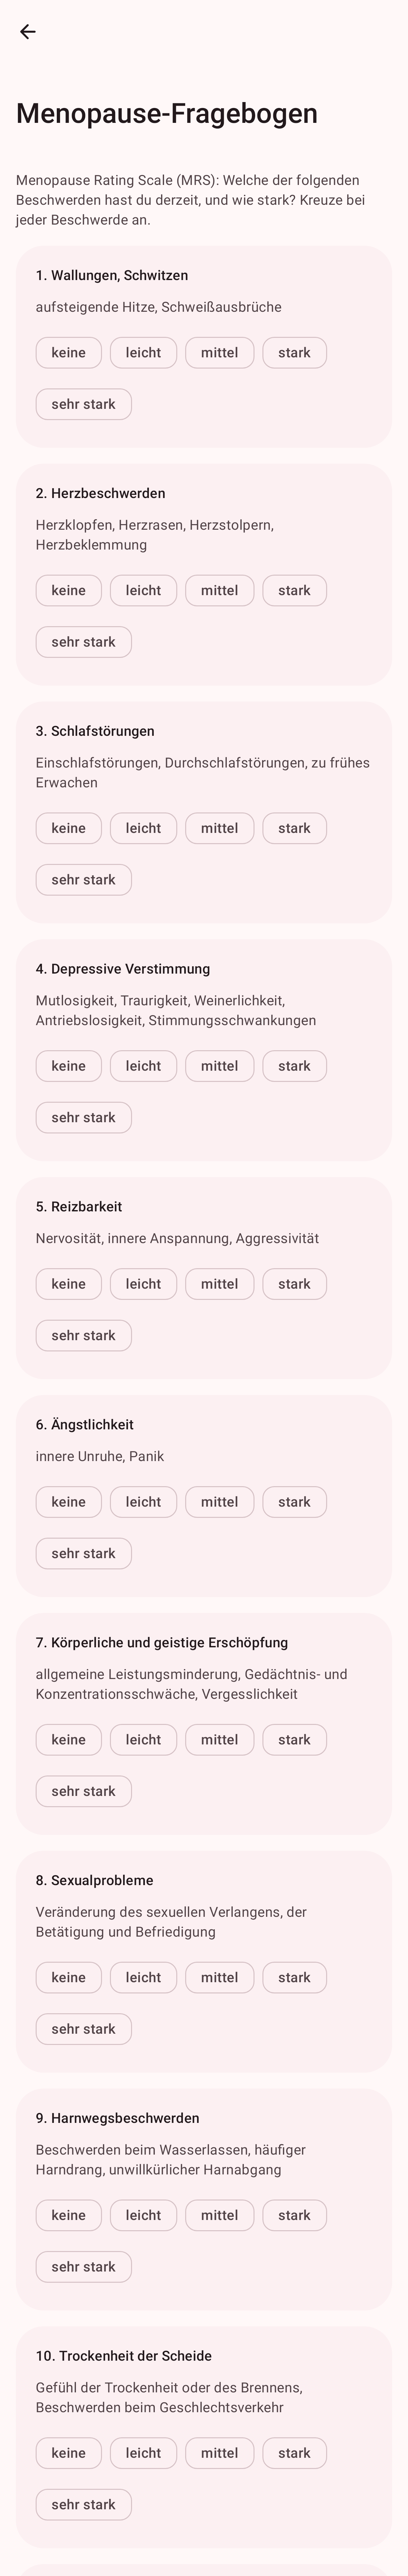 Menopause-Fragebogen
Menopause Rating Scale (MRS): Welche der folgenden
Beschwerden hast du derzeit, und wie stark? Kreuze bei
jeder Beschwerde an.
1. Wallungen, Schwitzen
aufsteigende Hitze, Schweißausbrüche
keine leicht mittel stark
sehr stark
2. Herzbeschwerden
Herzklopfen, Herzrasen, Herzstolpern,
Herzbeklemmung
keine leicht mittel stark
sehr stark
3. Schlafstörungen
Einschlafstörungen, Durchschlafstörungen, zu frühes
Erwachen
keine leicht mittel stark
sehr stark
4. Depressive Verstimmung
Mutlosigkeit, Traurigkeit, Weinerlichkeit,
Antriebslosigkeit, Stimmungsschwankungen
keine leicht mittel stark
sehr stark
5. Reizbarkeit
Nervosität, innere Anspannung, Aggressivität
keine leicht mittel stark
sehr stark
6. Ängstlichkeit
innere Unruhe, Panik
keine leicht mittel stark
sehr stark
7. Körperliche und geistige Erschöpfung
allgemeine Leistungsminderung, Gedächtnis- und
Konzentrationsschwäche, Vergesslichkeit
keine leicht mittel stark
sehr stark
8. Sexualprobleme
Veränderung des sexuellen Verlangens, der
Betätigung und Befriedigung
keine leicht mittel stark
sehr stark
9. Harnwegsbeschwerden
Beschwerden beim Wasserlassen, häufiger
Harndrang, unwillkürlicher Harnabgang
keine leicht mittel stark
sehr stark
10. Trockenheit der Scheide
Gefühl der Trockenheit oder des Brennens,
Beschwerden beim Geschlechtsverkehr
keine leicht mittel stark
sehr stark